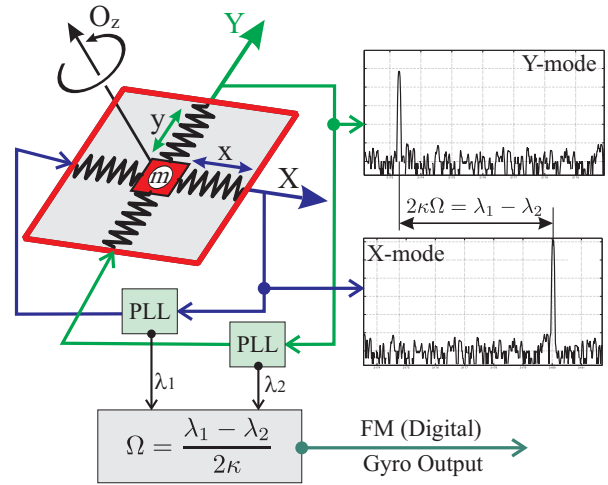 O_z
Y
Y-mode
y
x
m
X
2κΩ = λ₁ − λ₂
X-mode
PLL
PLL
λ₁
λ₂
Ω = (λ₁ − λ₂) / 2κ
FM (Digital)
Gyro Output